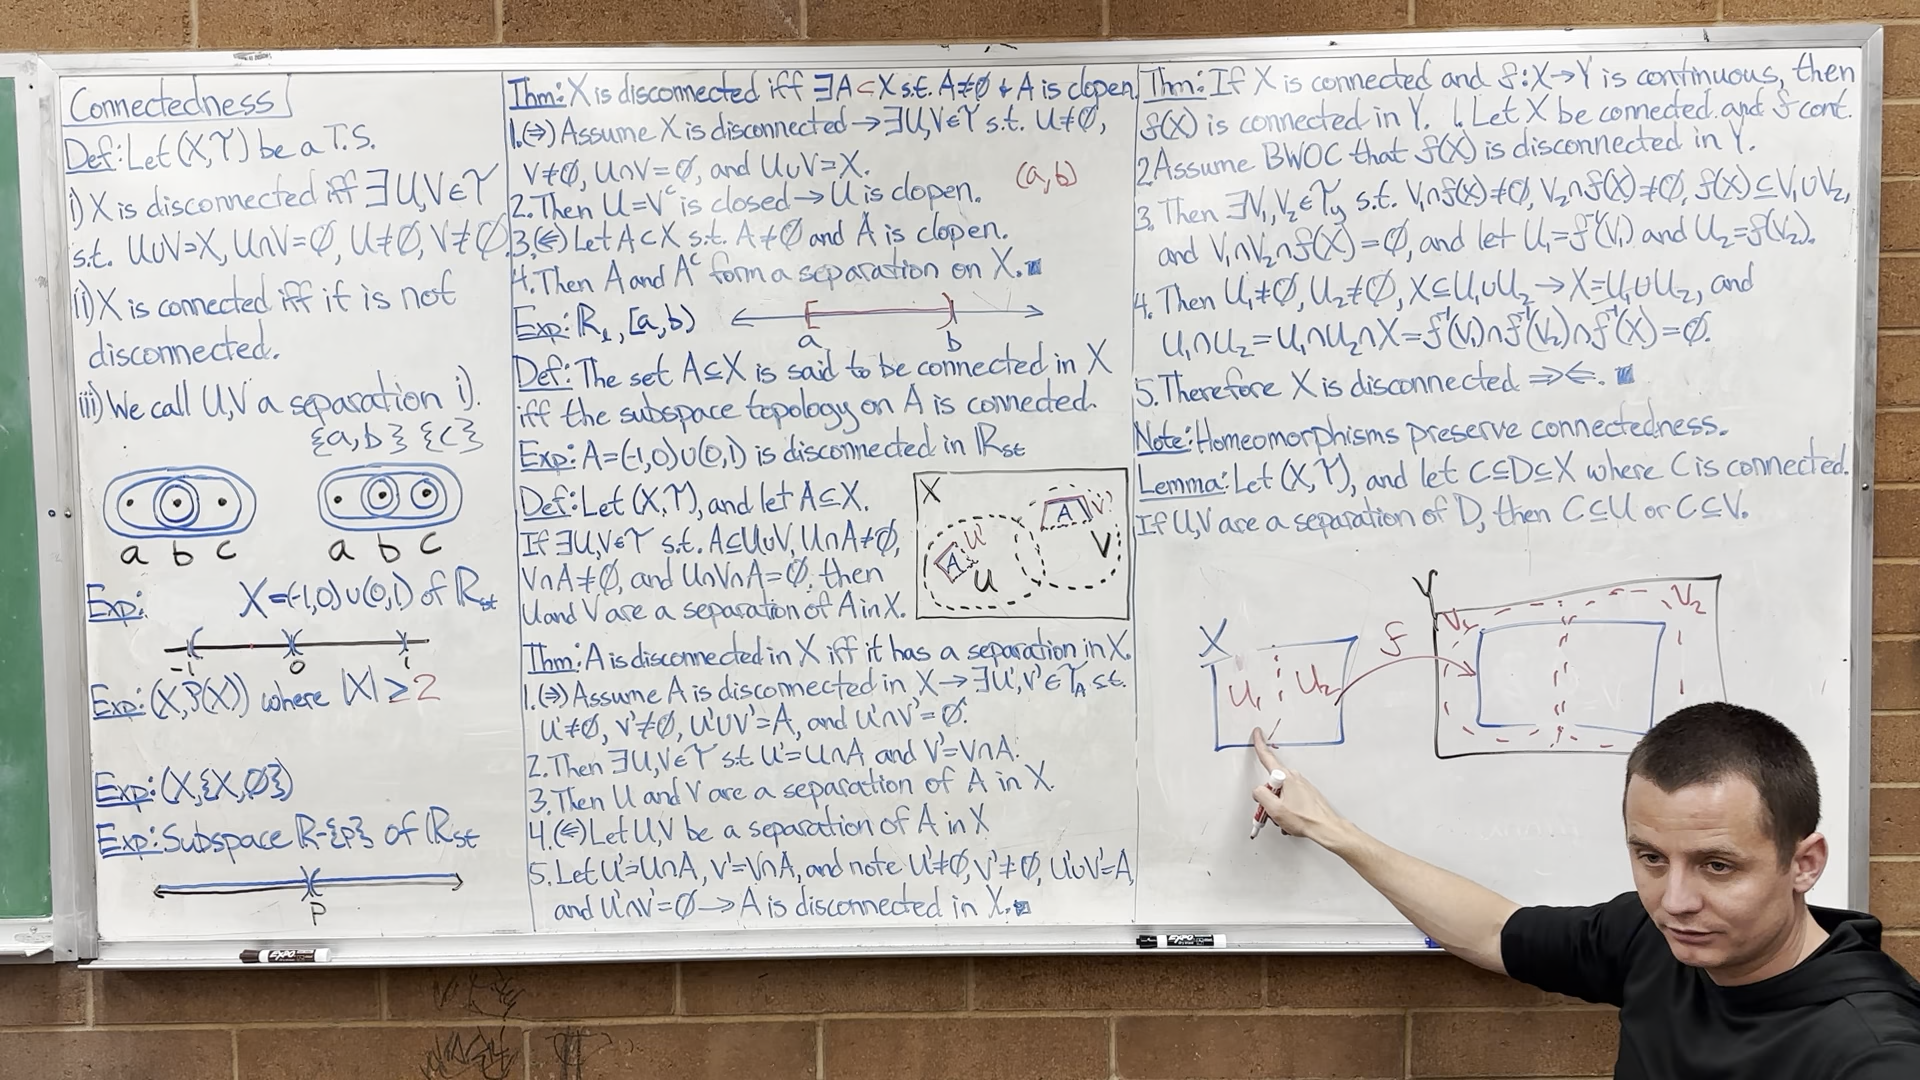 Connectedness
Def: Let (X,Ƭ) be a T.S.
i) X is disconnected iff ∃U,V∈Ƭ
s.t. U∪V=X, U∩V=∅, U≠∅, V≠∅.
ii) X is connected iff it is not
disconnected.
iii) We call U,V a separation i).
{a,b} {c}
a b c
a b c
Exp: X=(-1,0)∪(0,1) of ℝst
-1 0 1
Exp: (X,P(X)) where |X|≥2
Exp: (X,{X,∅})
Exp: Subspace ℝ-{p} of ℝst
P
Thm: X is disconnected iff ∃A⊂X s.t. A≠∅ + A is clopen.
1.(⇒) Assume X is disconnected → ∃U,V∈Ƭ s.t. U≠∅,
V≠∅, U∩V=∅, and U∪V=X.
(a,b)
2. Then U=Vᶜ is closed → U is clopen.
3.(⇐) Let A⊂X s.t. A≠∅ and A is clopen.
4. Then A and Aᶜ form a separation on X.
Exp: ℝℓ, [a,b)
a b
Def: The set A⊆X is said to be connected in X
iff the subspace topology on A is connected.
Exp: A=(-1,0)∪(0,1) is disconnected in ℝst
Def: Let (X,Ƭ), and let A⊆X.
If ∃U,V∈Ƭ s.t. A⊆U∪V, U∩A≠∅,
V∩A≠∅, and U∩V∩A=∅, then
U and V are a separation of A in X.
X
A V'
A U'
U V
Thm: A is disconnected in X iff it has a separation in X.
1.(⇒) Assume A is disconnected in X → ∃U',V'∈Ƭ_A s.t.
U'≠∅, V'≠∅, U'∪V'=A, and U'∩V'=∅.
2. Then ∃U,V∈Ƭ s.t. U'=U∩A and V'=V∩A.
3. Then U and V are a separation of A in X.
4.(⇐) Let U,V be a separation of A in X
5. Let U'=U∩A, V'=V∩A, and note U'≠∅, V'≠∅, U'∪V'=A,
and U'∩V'=∅ → A is disconnected in X.
Thm: If X is connected and f:X→Y is continuous, then
f(X) is connected in Y. 1. Let X be connected and f cont.
2 Assume BWOC that f(X) is disconnected in Y.
3. Then ∃V₁,V₂∈Ƭ_y s.t. V₁∩f(X)≠∅, V₂∩f(X)≠∅, f(X)⊆V₁∪V₂,
and V₁∩V₂∩f(X)=∅, and let U₁=f⁻¹(V₁) and U₂=f⁻¹(V₂).
4. Then U₁≠∅, U₂≠∅, X⊆U₁∪U₂ → X=U₁∪U₂, and
U₁∩U₂=U₁∩U₂∩X=f⁻¹(V₁)∩f⁻¹(V₂)∩f⁻¹(X)=∅.
5. Therefore X is disconnected ⇒⇐.
Note: Homeomorphisms preserve connectedness.
Lemma: Let (X,Ƭ), and let C⊆D⊆X where C is connected.
If U,V are a separation of D, then C⊆U or C⊆V.
X U₁ U₂ f Y V₁ V₂
EXPO
EXPO